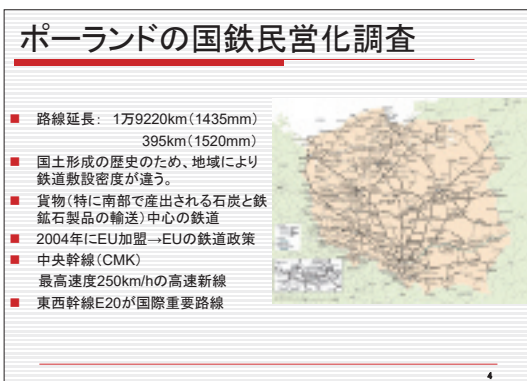 ポーランドの国鉄民営化調査
路線延長： 1万9220km（1435mm）
395km（1520mm）
国土形成の歴史のため、地域により
鉄道敷設密度が違う。
貨物（特に南部で産出される石炭と鉄
鉱石製品の輸送）中心の鉄道
2004年にEU加盟→EUの鉄道政策
中央幹線（CMK）
最高速度250km/hの高速新線
東西幹線E20が国際重要路線
4